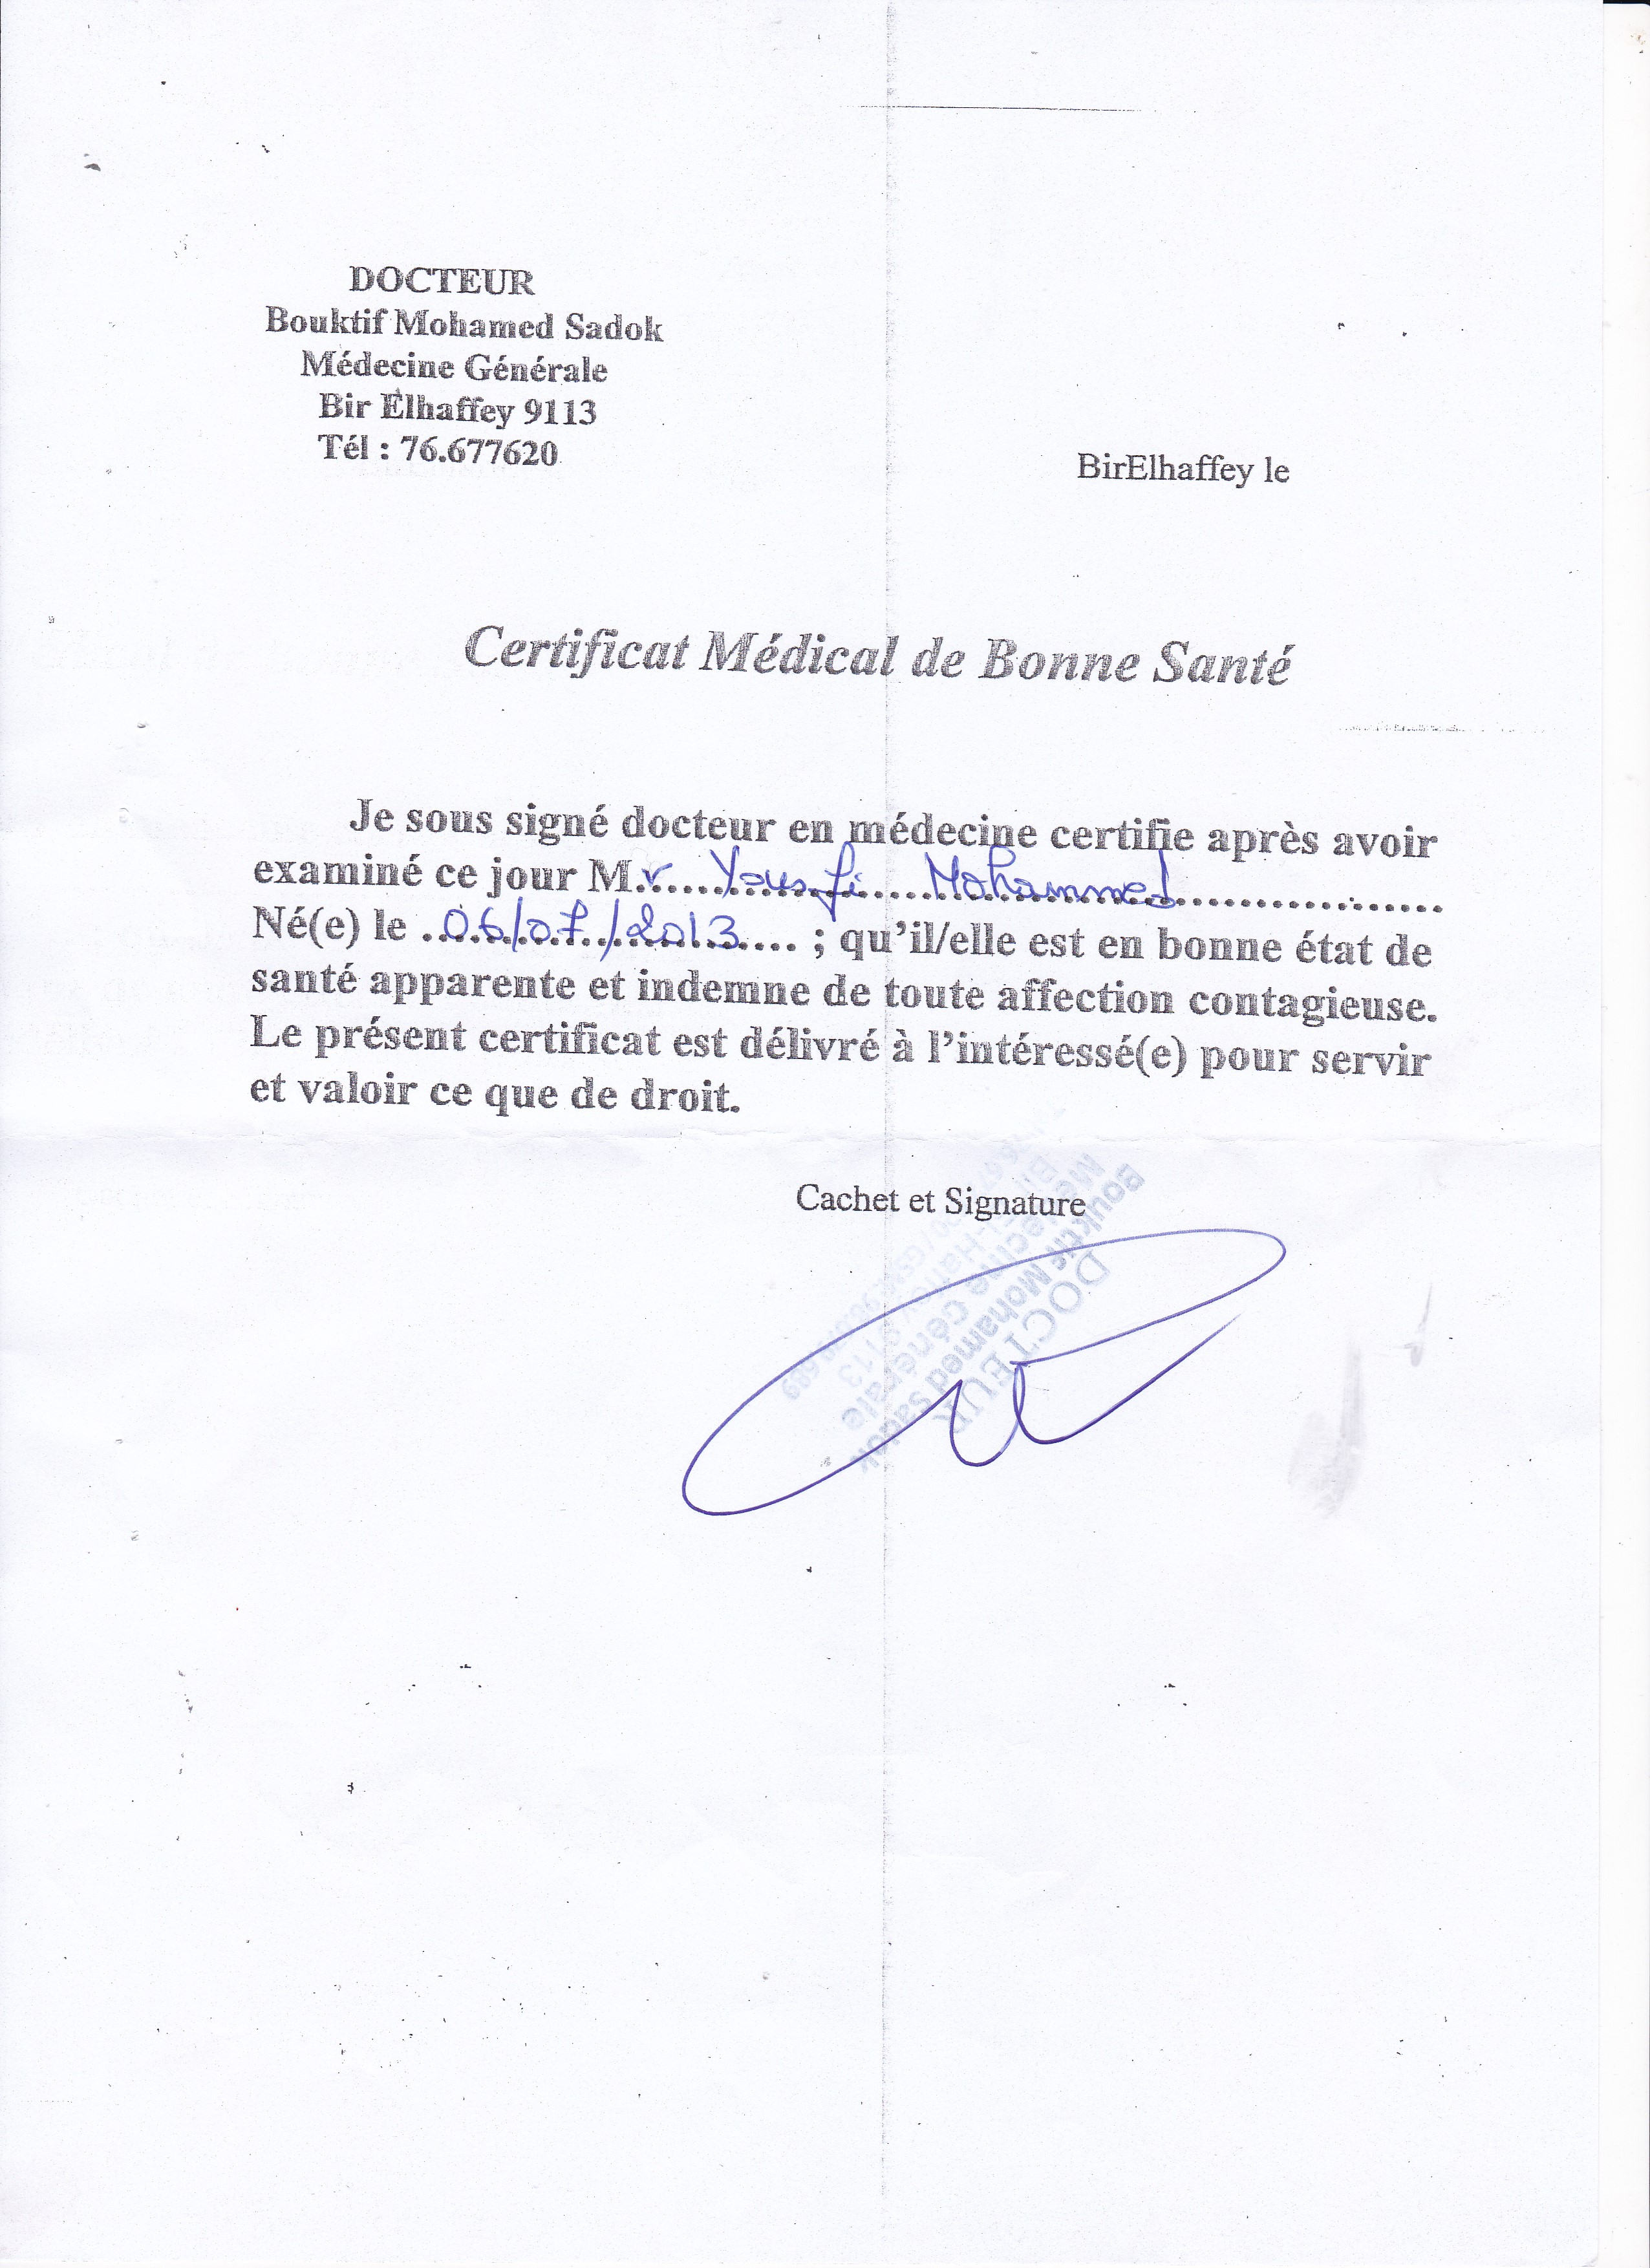 DOCTEUR
Bouktif Mohamed Sadok
Médecine Générale
Bir Elhaffey 9113
Tél : 76.677620
BirElhaffey le
Certificat Médical de Bonne Santé
Je sous signé docteur en médecine certifie après avoir
examiné ce jour M.r Yousfi Mohammed
Né(e) le 06/07/2013 ; qu'il/elle est en bonne état de
santé apparente et indemne de toute affection contagieuse.
Le présent certificat est délivré à l'intéressé(e) pour servir
et valoir ce que de droit.
Cachet et Signature
DOCTEUR
Bouktif Mohamed Sadok
Médecine Générale